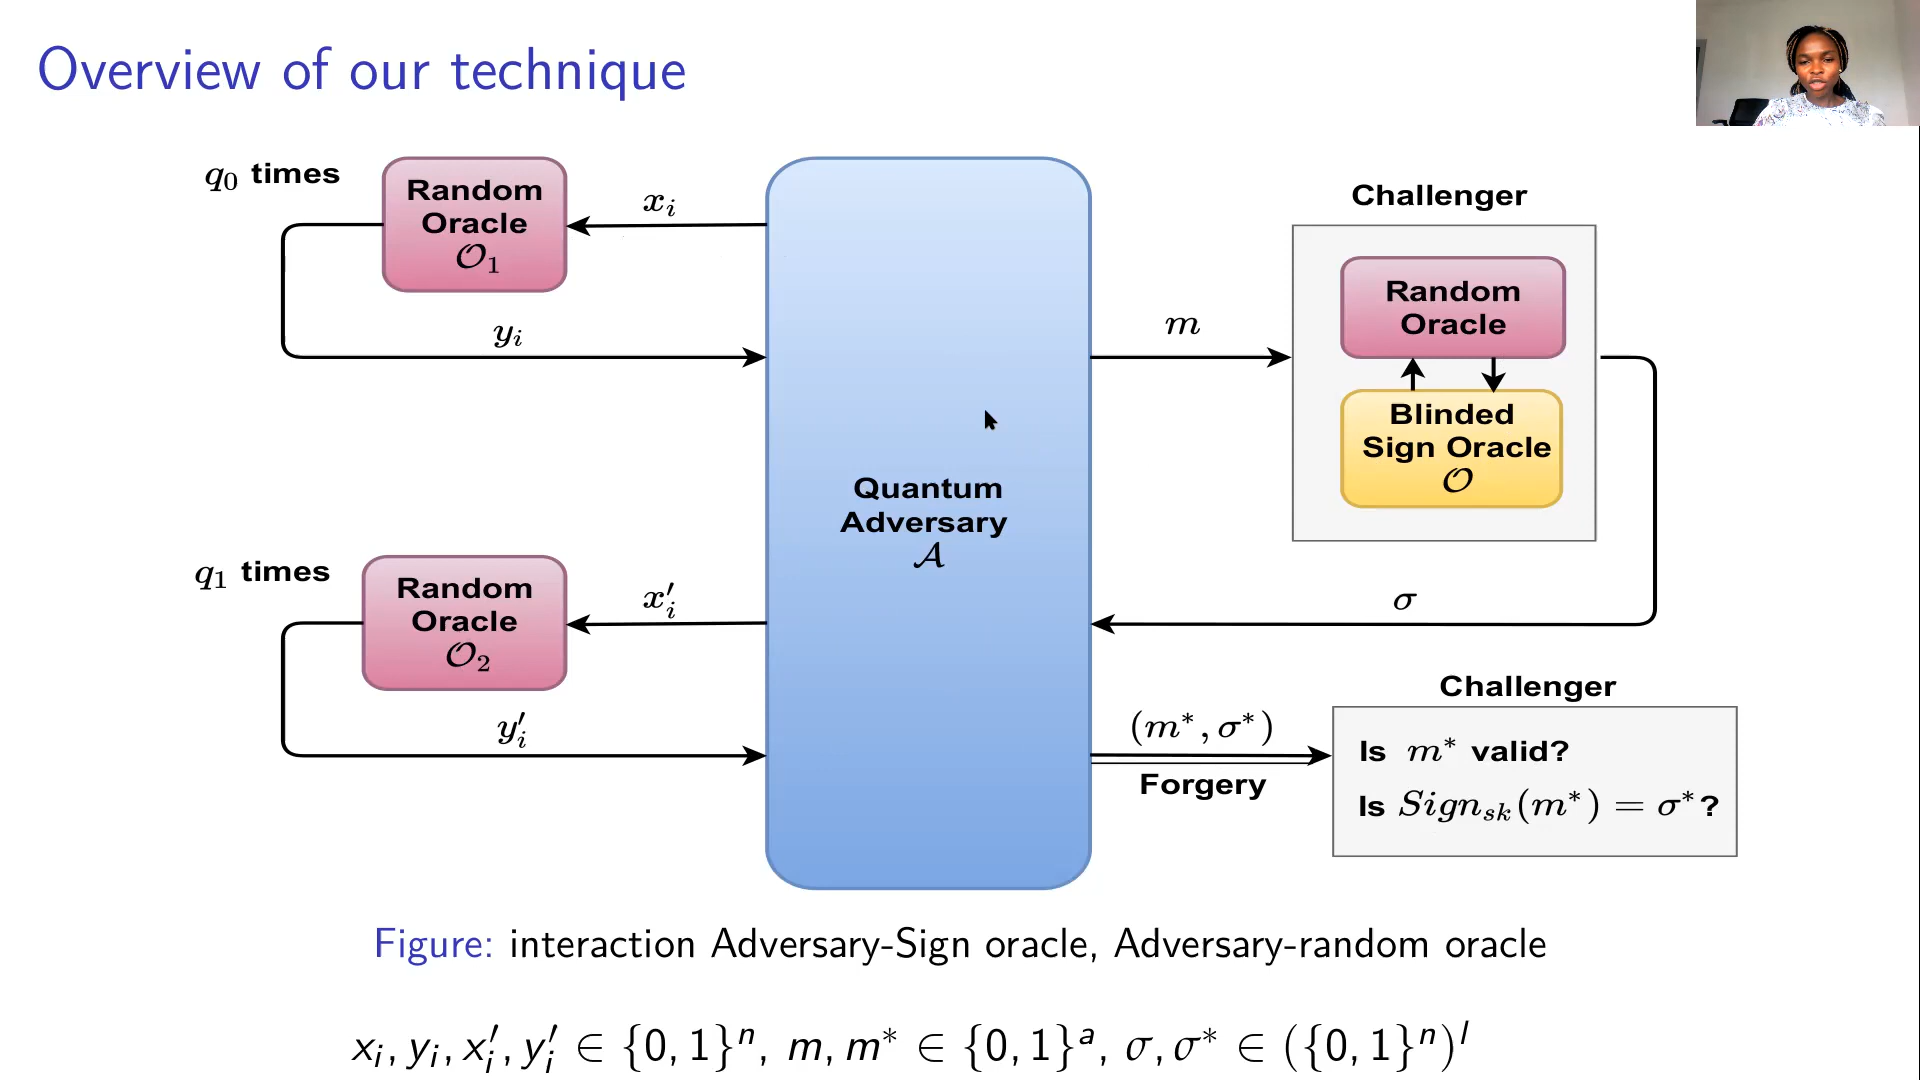 Overview of our technique
q₀ times
Random
Oracle
𝒪₁
xᵢ
yᵢ
Quantum
Adversary
𝒜
m
Challenger
Random
Oracle
Blinded
Sign Oracle
𝒪
σ
q₁ times
Random
Oracle
𝒪₂
x′ᵢ
y′ᵢ
(m*, σ*)
Forgery
Challenger
Is m* valid?
Is Signₛₖ(m*) = σ*?
Figure: interaction Adversary-Sign oracle, Adversary-random oracle
xᵢ, yᵢ, x′ᵢ, y′ᵢ ∈ {0, 1}ⁿ, m, m* ∈ {0, 1}ᵃ, σ, σ* ∈ ({0, 1}ⁿ)ˡ